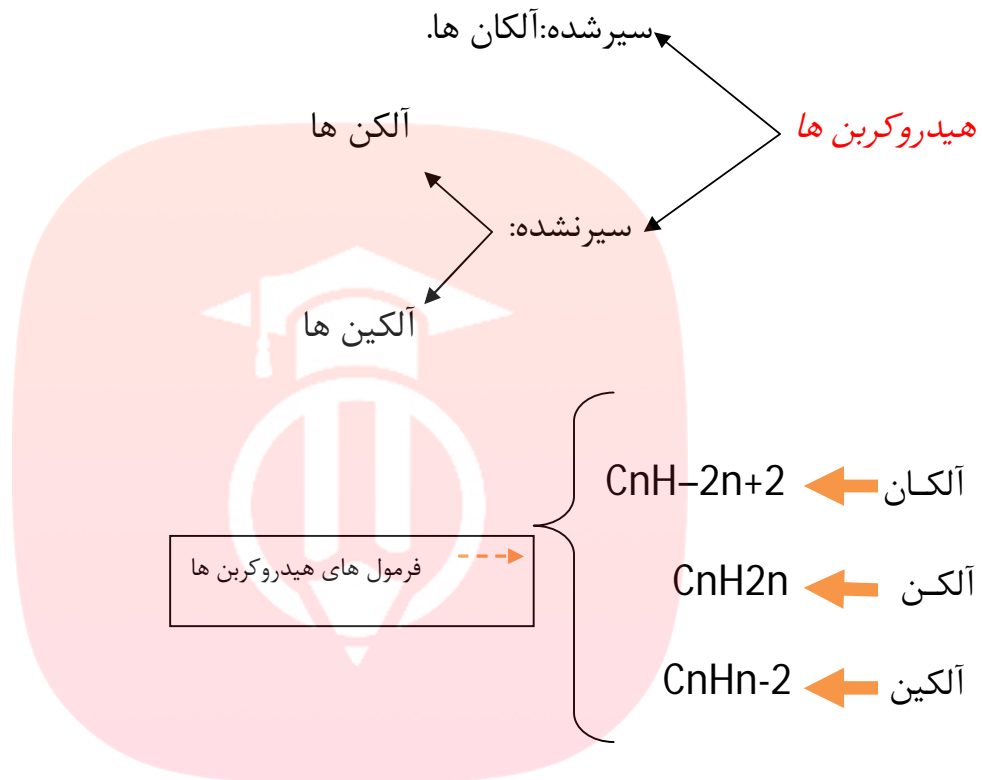 سیرشده:آلکان ها.
هیدروکربن ها
آلکن ها
سیرنشده:
آلکین ها
آلکـان
CnH–2n+2
فرمول های هیدروکربن ها
آلکـن
CnH2n
آلکین
CnHn-2